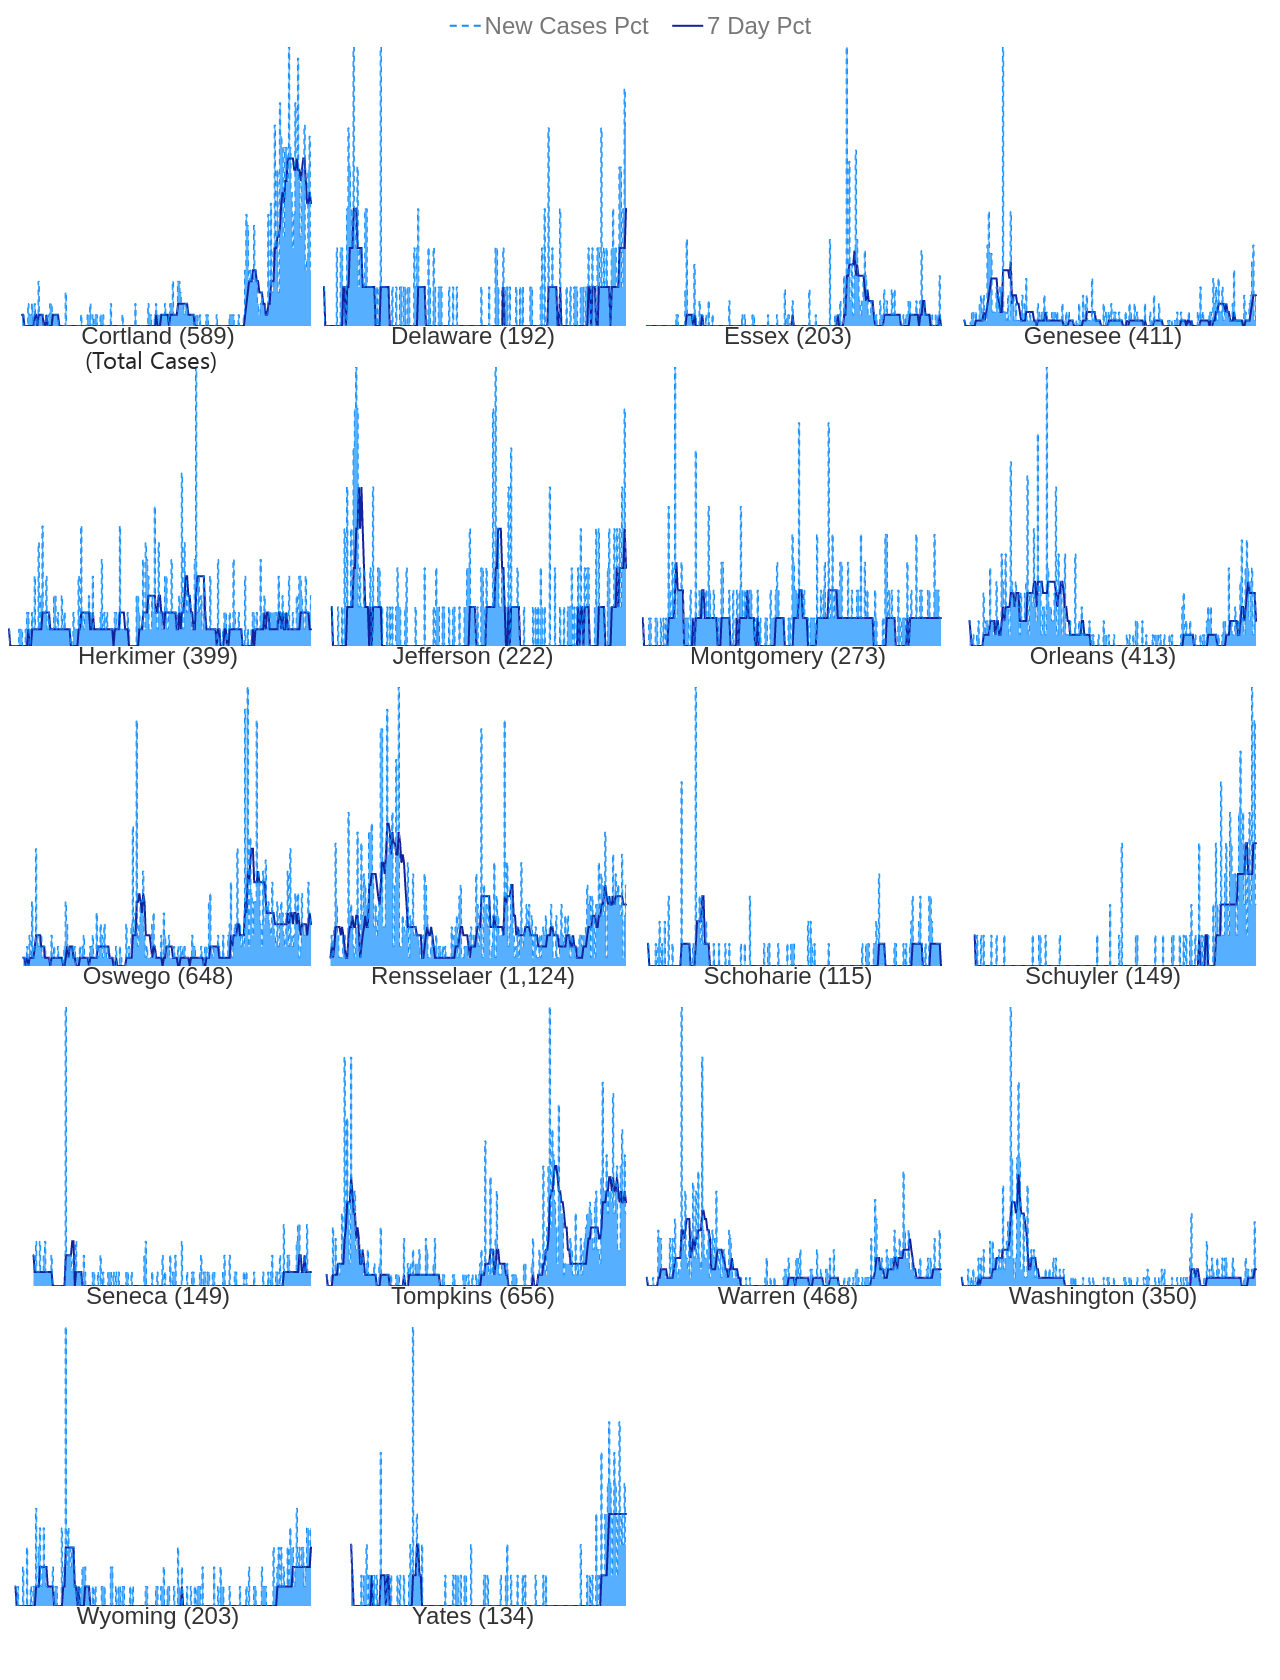 New Cases Pct 7 Day Pct
Cortland (589) Delaware (192) Essex (203) Genesee (411)
(Total Cases)
Herkimer (399) Jefferson (222) Montgomery (273) Orleans (413)
Oswego (648) Rensselaer (1,124) Schoharie (115) Schuyler (149)
Seneca (149) Tompkins (656) Warren (468) Washington (350)
Wyoming (203) Yates (134)